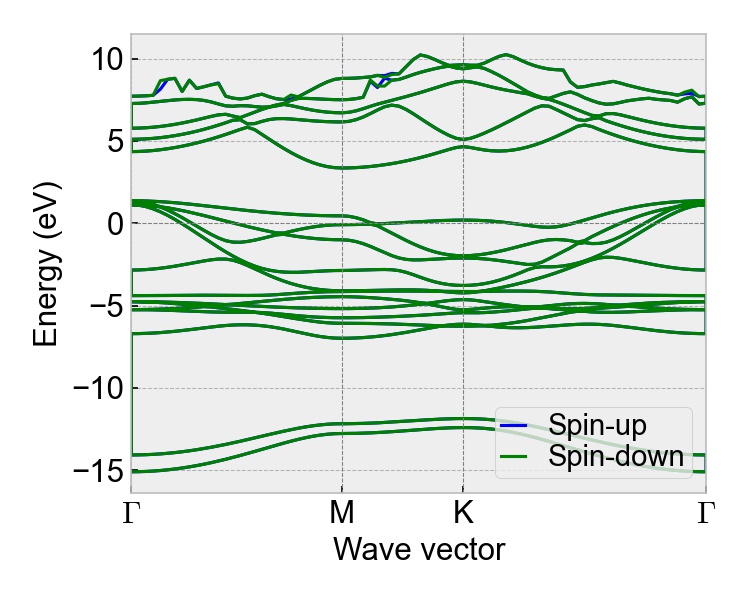 10
5
0
−5
−10
−15
Energy (eV)
Spin-up
Spin-down
Γ M K Γ
Wave vector